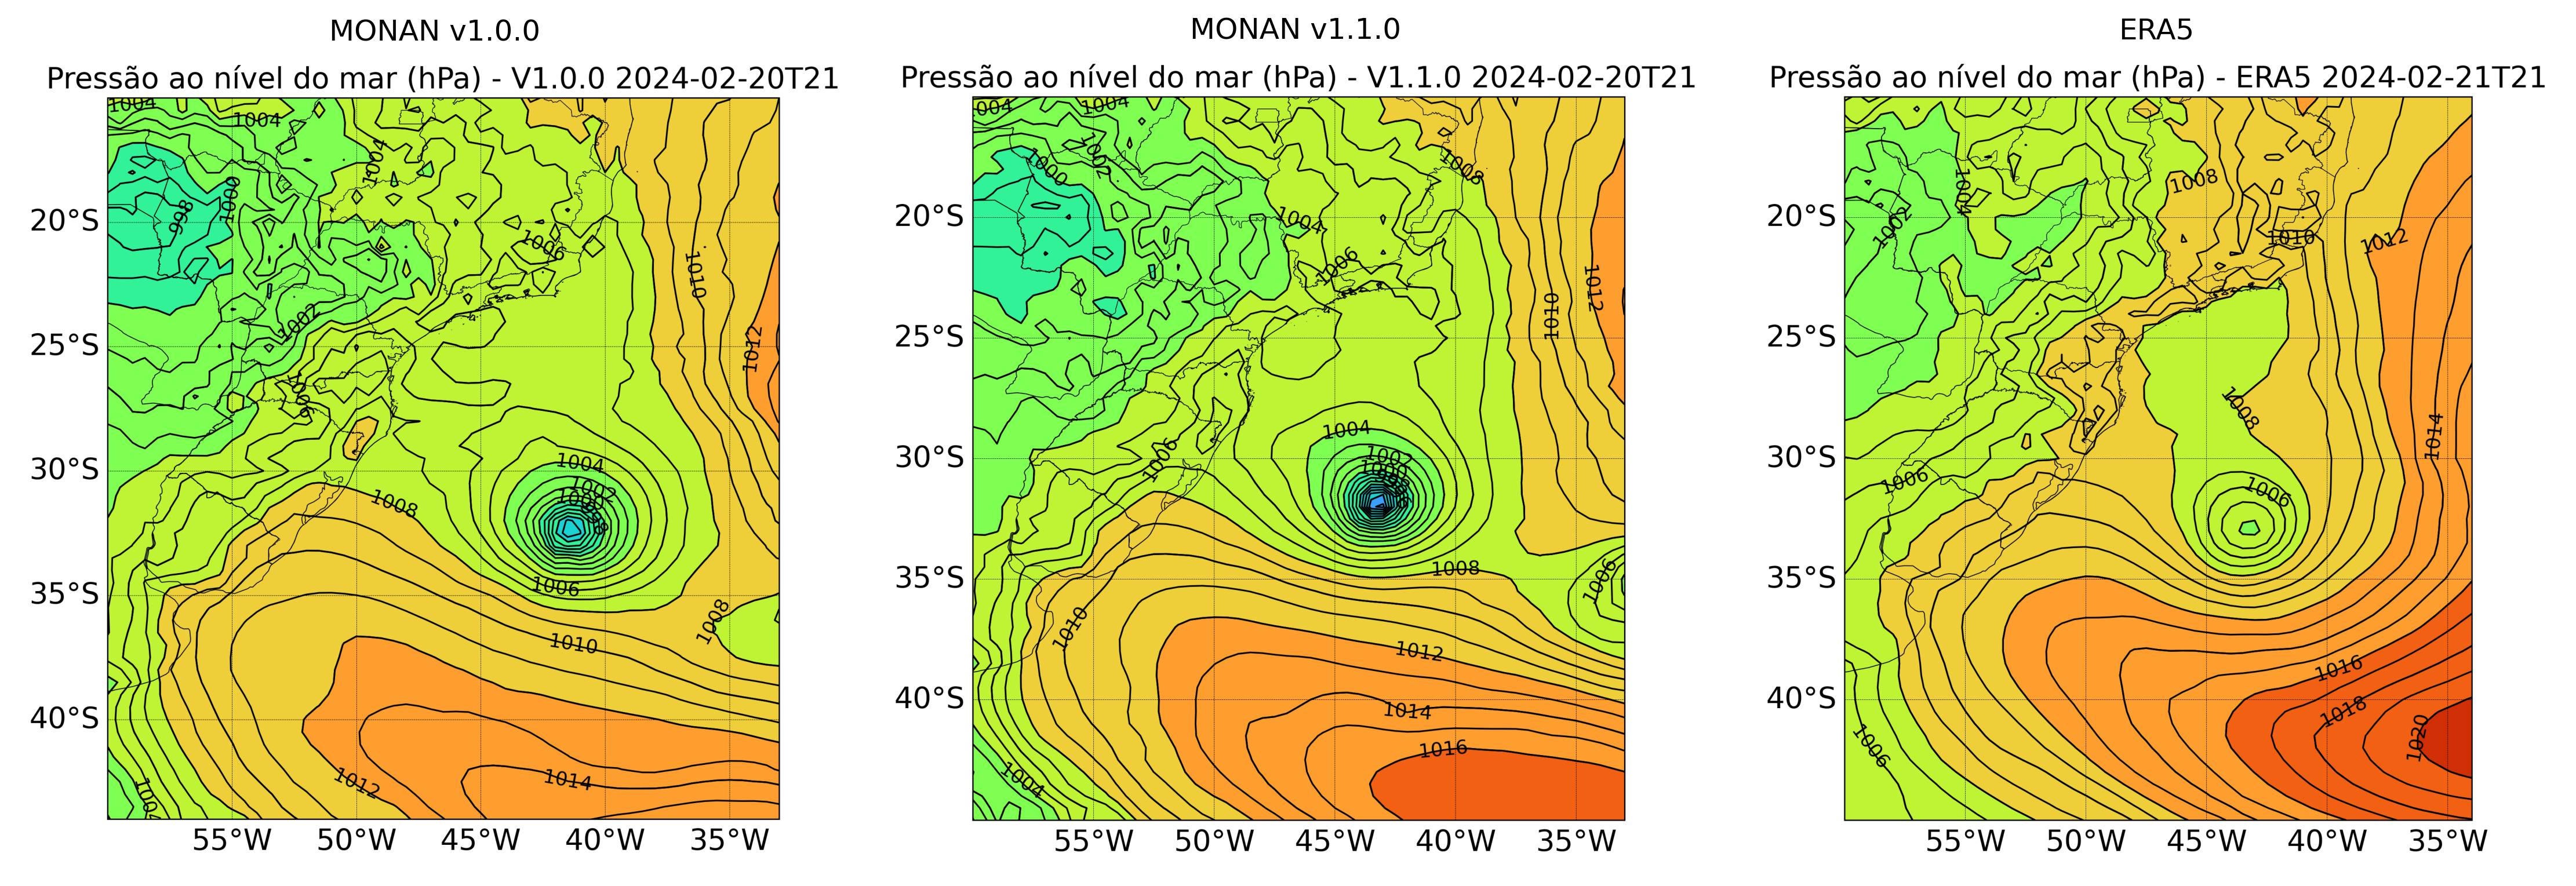 MONAN v1.0.0
Pressão ao nível do mar (hPa) - V1.0.0 2024-02-20T21
1004
1004
1004
1000
998
1006
1010
1002
1012
1006
1004
1008
1002
1000
998
1006
1008
1010
1012
1014
1004
20°S
25°S
30°S
35°S
40°S
55°W
50°W
45°W
40°W
35°W
MONAN v1.1.0
Pressão ao nível do mar (hPa) - V1.1.0 2024-02-20T21
1004
1004
1002
1000
1008
1004
1006
1012
1010
1004
1006
1002
1000
998
1008
1006
1010
1012
1014
1016
1004
20°S
25°S
30°S
35°S
40°S
55°W
50°W
45°W
40°W
35°W
ERA5
Pressão ao nível do mar (hPa) - ERA5 2024-02-21T21
1004
1008
1002
1010
1012
1008
1014
1006
1006
1016
1018
1020
1006
20°S
25°S
30°S
35°S
40°S
55°W
50°W
45°W
40°W
35°W